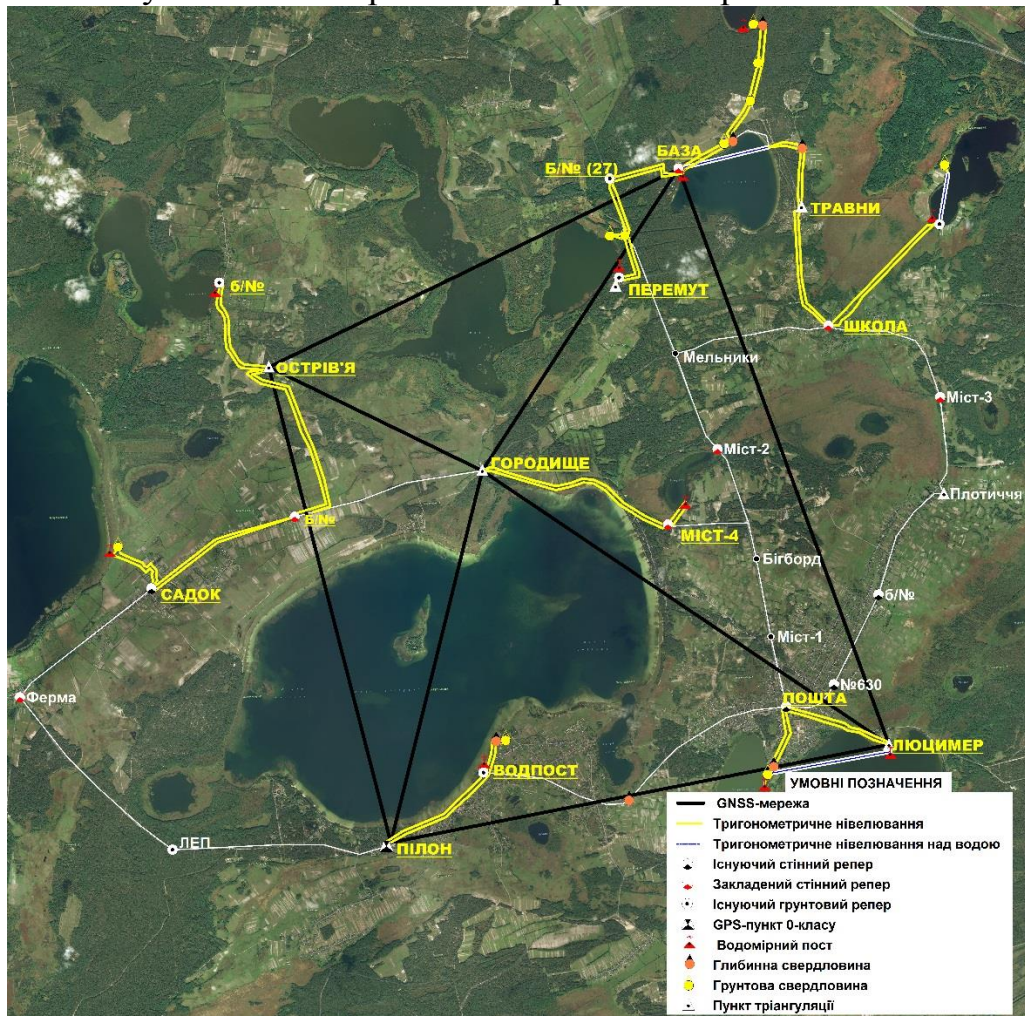 БАЗА
Б/№ (27)
ТРАВНИ
ПЕРЕМУТ
б/№
ШКОЛА
ОСТРІВ'Я
Мельники
Міст-3
Міст-2
ГОРОДИЩЕ
Плотиччя
Б/№
МІСТ-4
Бігборд
САДОК
б/№
Міст-1
Ферма
№630
ПОШТА
ЛЮЦИМЕР
ВОДПОСТ
ЛЕП
ПІЛОН
УМОВНІ ПОЗНАЧЕННЯ
GNSS-мережа
Тригонометричне нівелювання
Тригонометричне нівелювання над водою
Існуючий стінний репер
Закладений стінний репер
Існуючий грунтовий репер
GPS-пункт 0-класу
Водомірний пост
Глибинна свердловина
Грунтова свердловина
Пункт тріангуляції